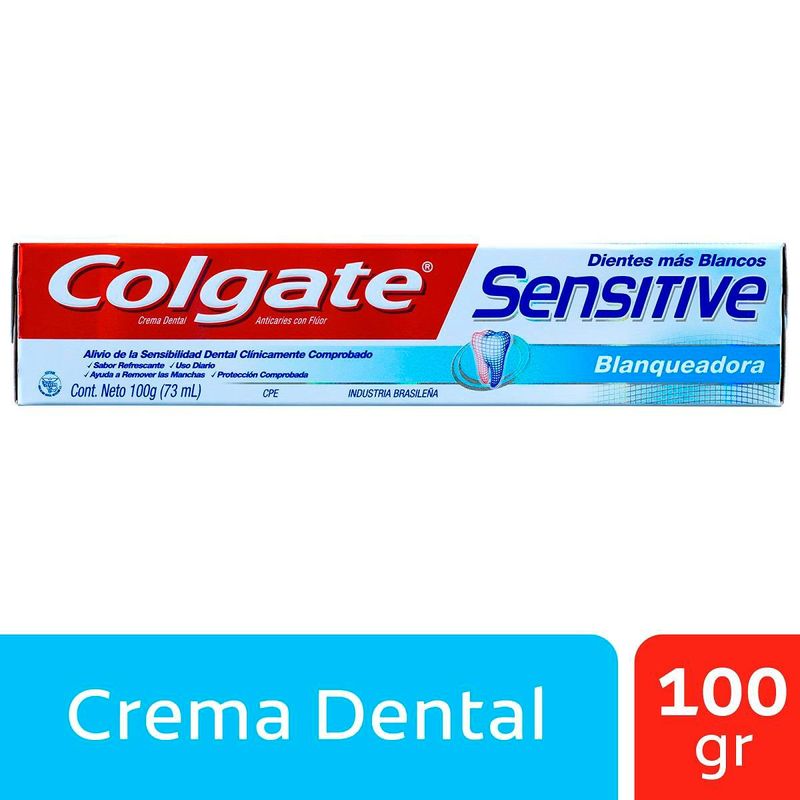 Colgate®
Crema Dental
Anticaries con Flúor
Dientes más Blancos
Sensitive
Blanqueadora
Alivio de la Sensibilidad Dental Clínicamente Comprobado
✓ Sabor Refrescante ✓ Uso Diario
✓ Ayuda a Remover las Manchas ✓ Protección Comprobada
Cont. Neto 100g (73 mL)
CPE
INDUSTRIA BRASILEÑA
Crema Dental
100
gr